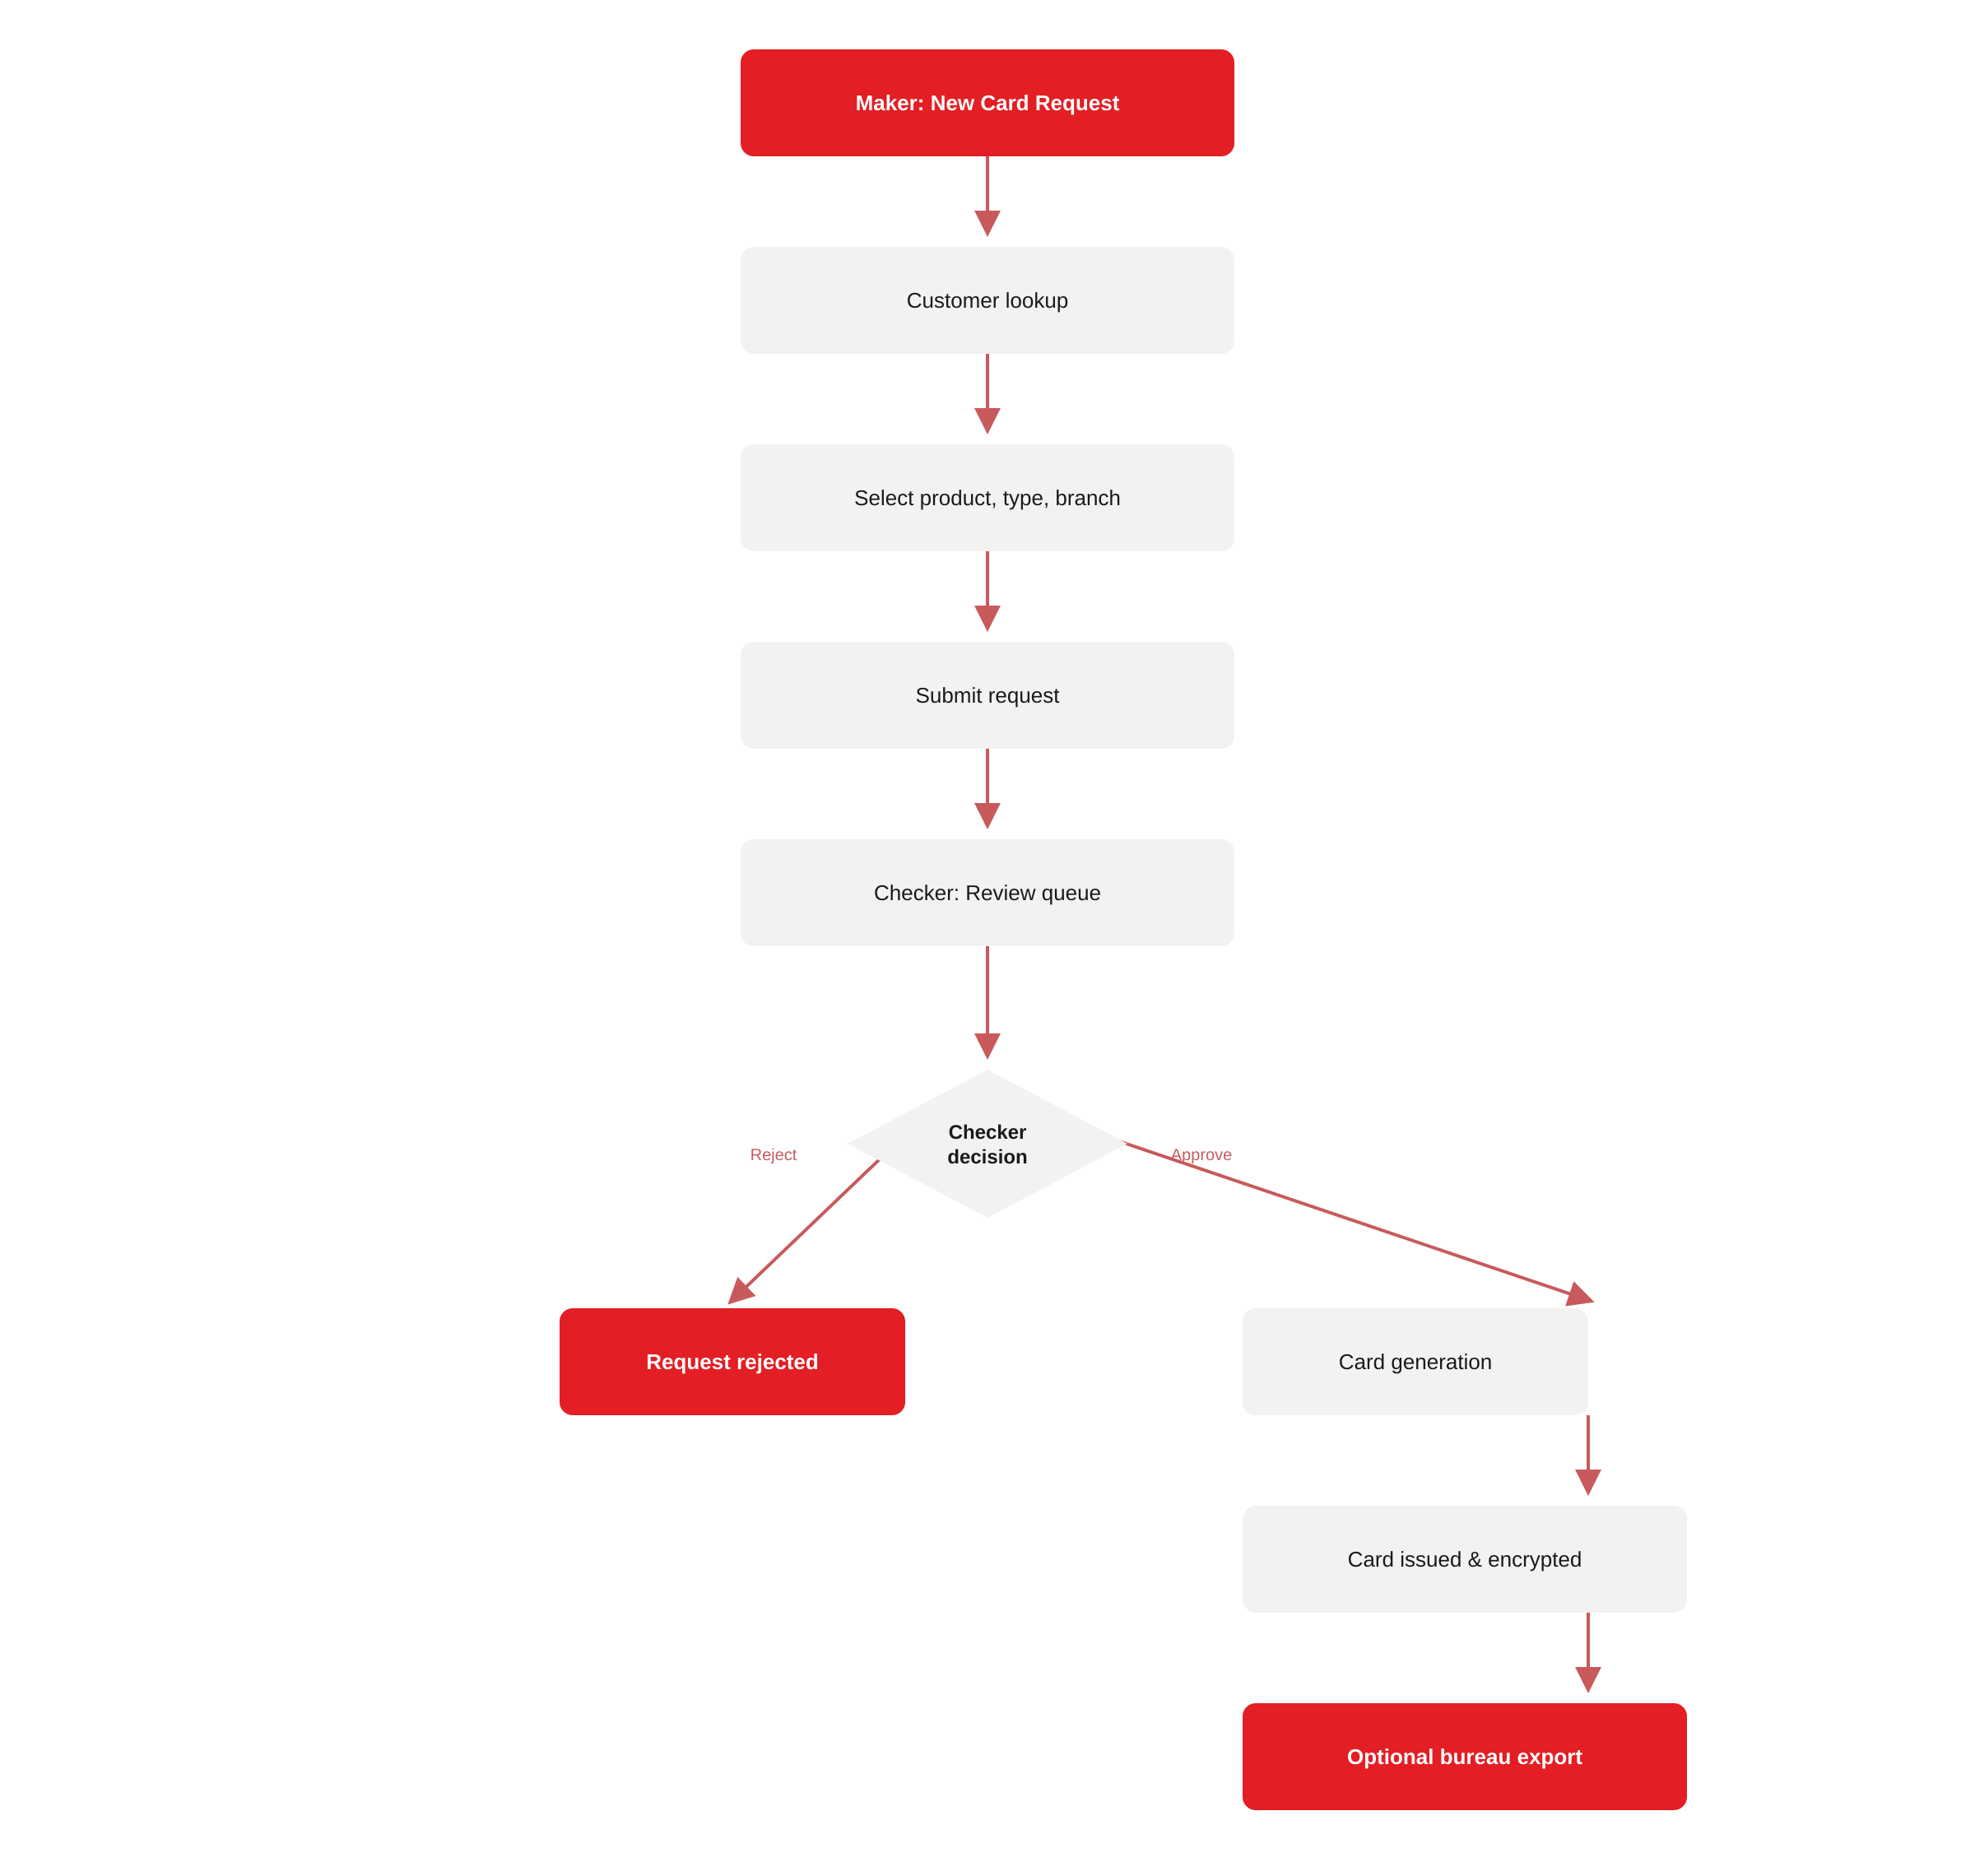 Maker: New Card Request
Customer lookup
Select product, type, branch
Submit request
Checker: Review queue
Checker
decision
Reject
Approve
Request rejected
Card generation
Card issued & encrypted
Optional bureau export